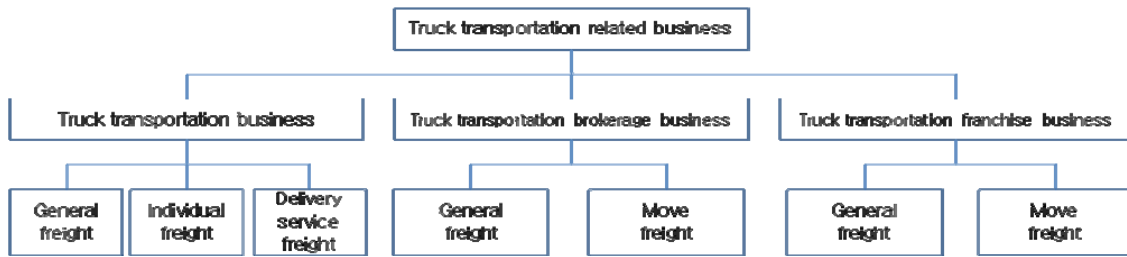 Truck transportation related business
Truck transportation business
Truck transportation brokerage business
Truck transportation franchise business
General
freight
Individual
freight
Delivery
service
freight
General
freight
Move
freight
General
freight
Move
freight